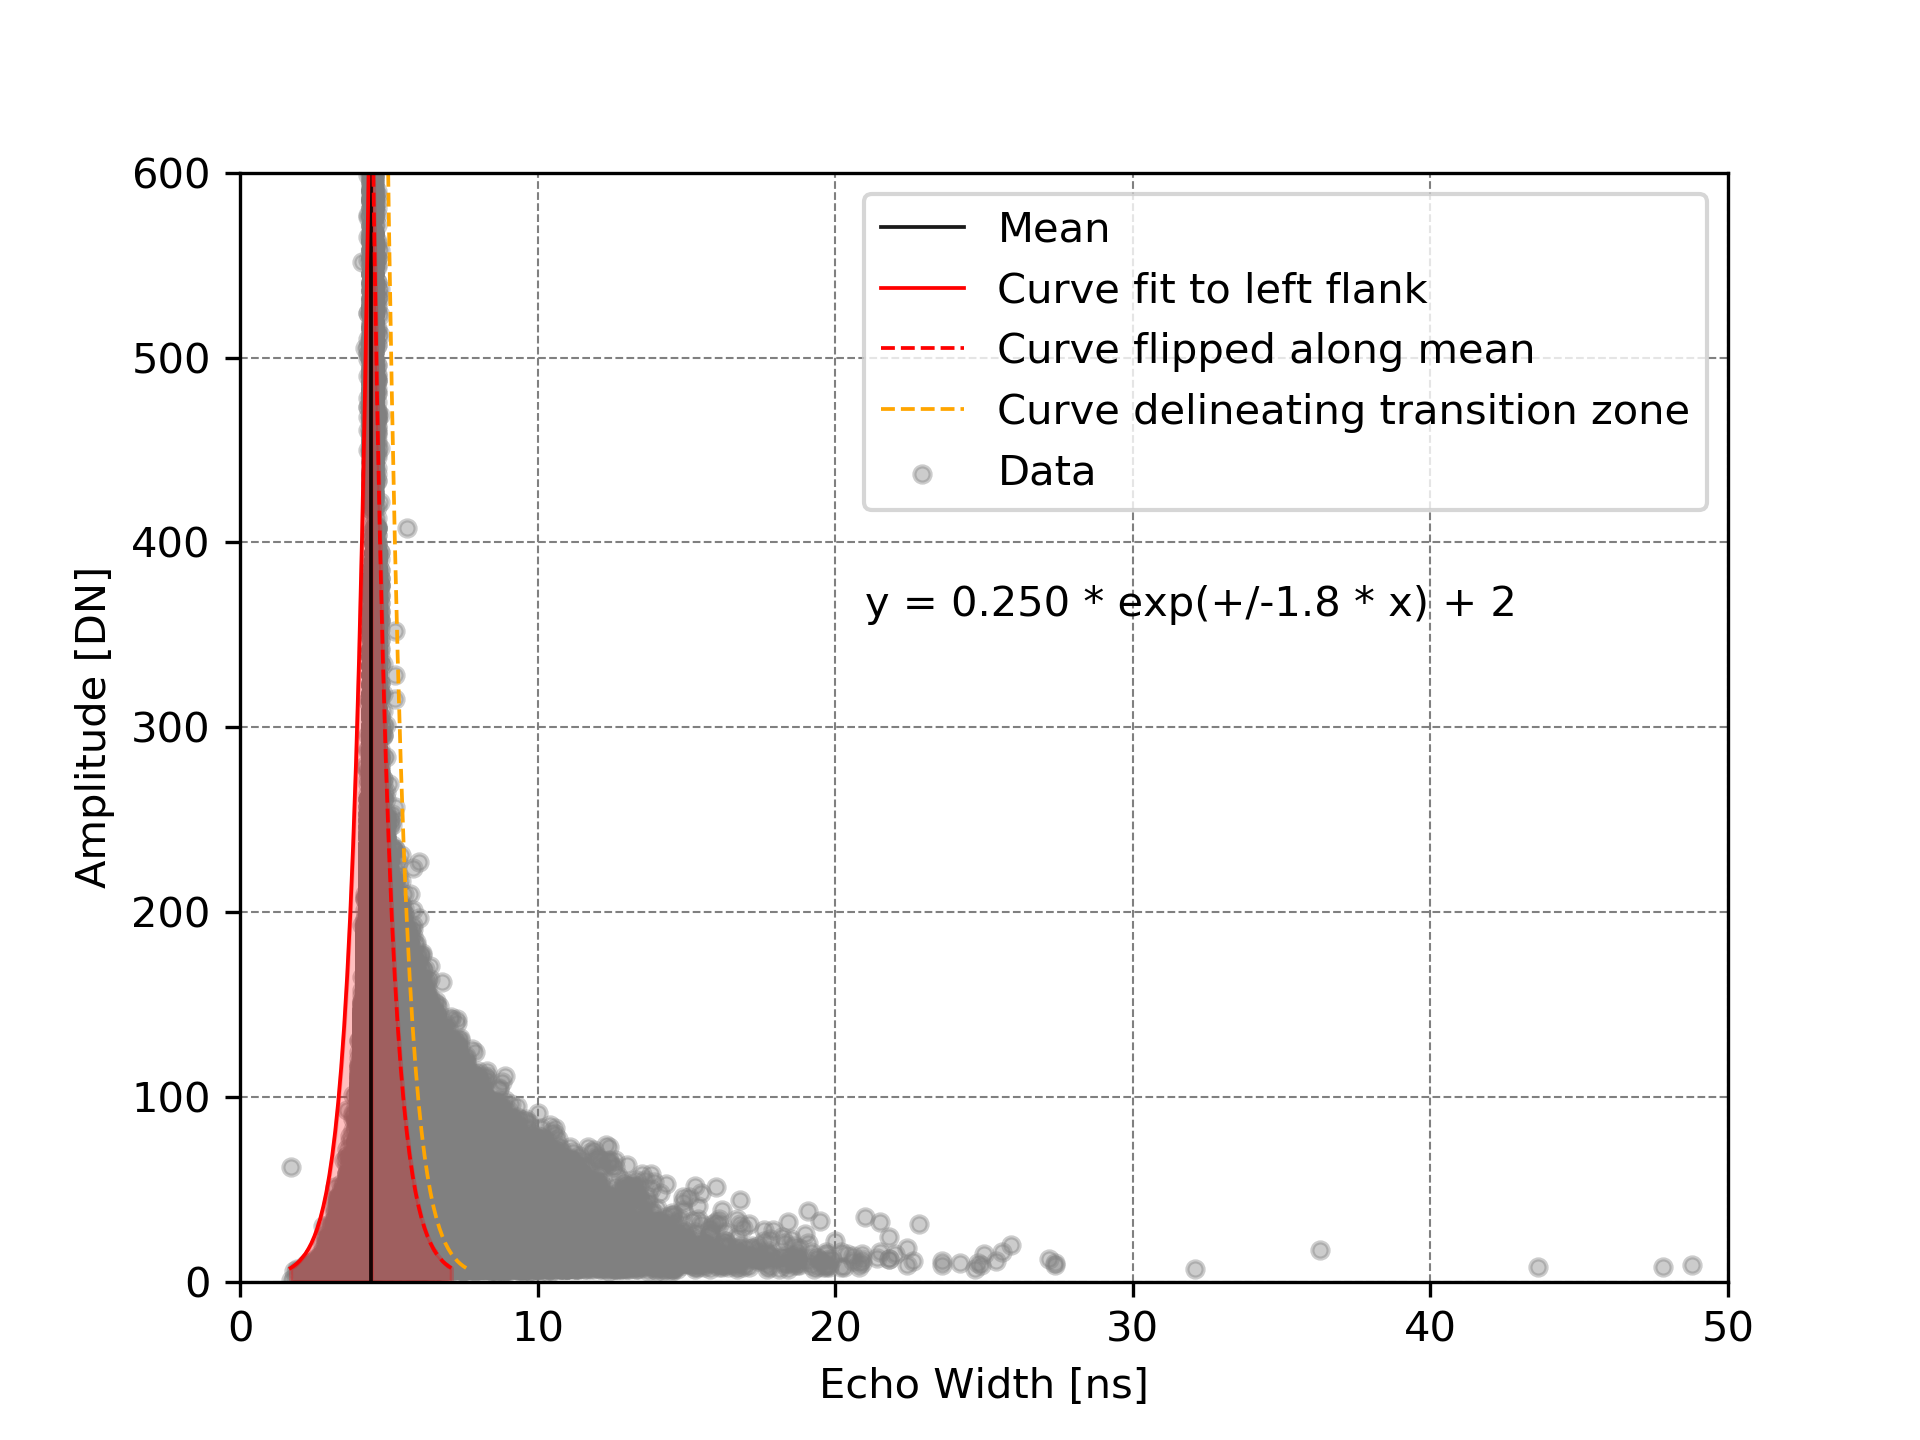 600
500
400
300
200
100
0
Amplitude [DN]
Mean
Curve fit to left flank
Curve flipped along mean
Curve delineating transition zone
Data
y = 0.250 * exp(+/-1.8 * x) + 2
0 10 20 30 40 50
Echo Width [ns]